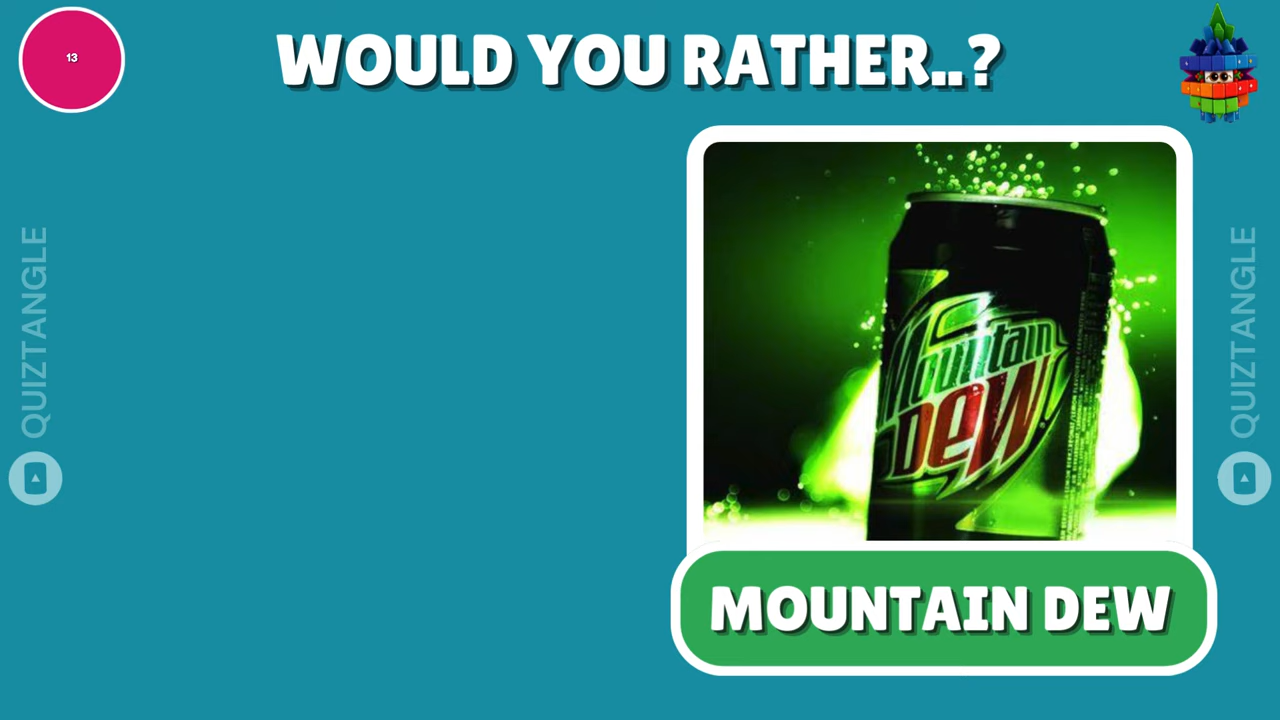 13
WOULD YOU RATHER..?
QUIZTANGLE
Mountain
Dew
QUIZTANGLE
MOUNTAIN DEW